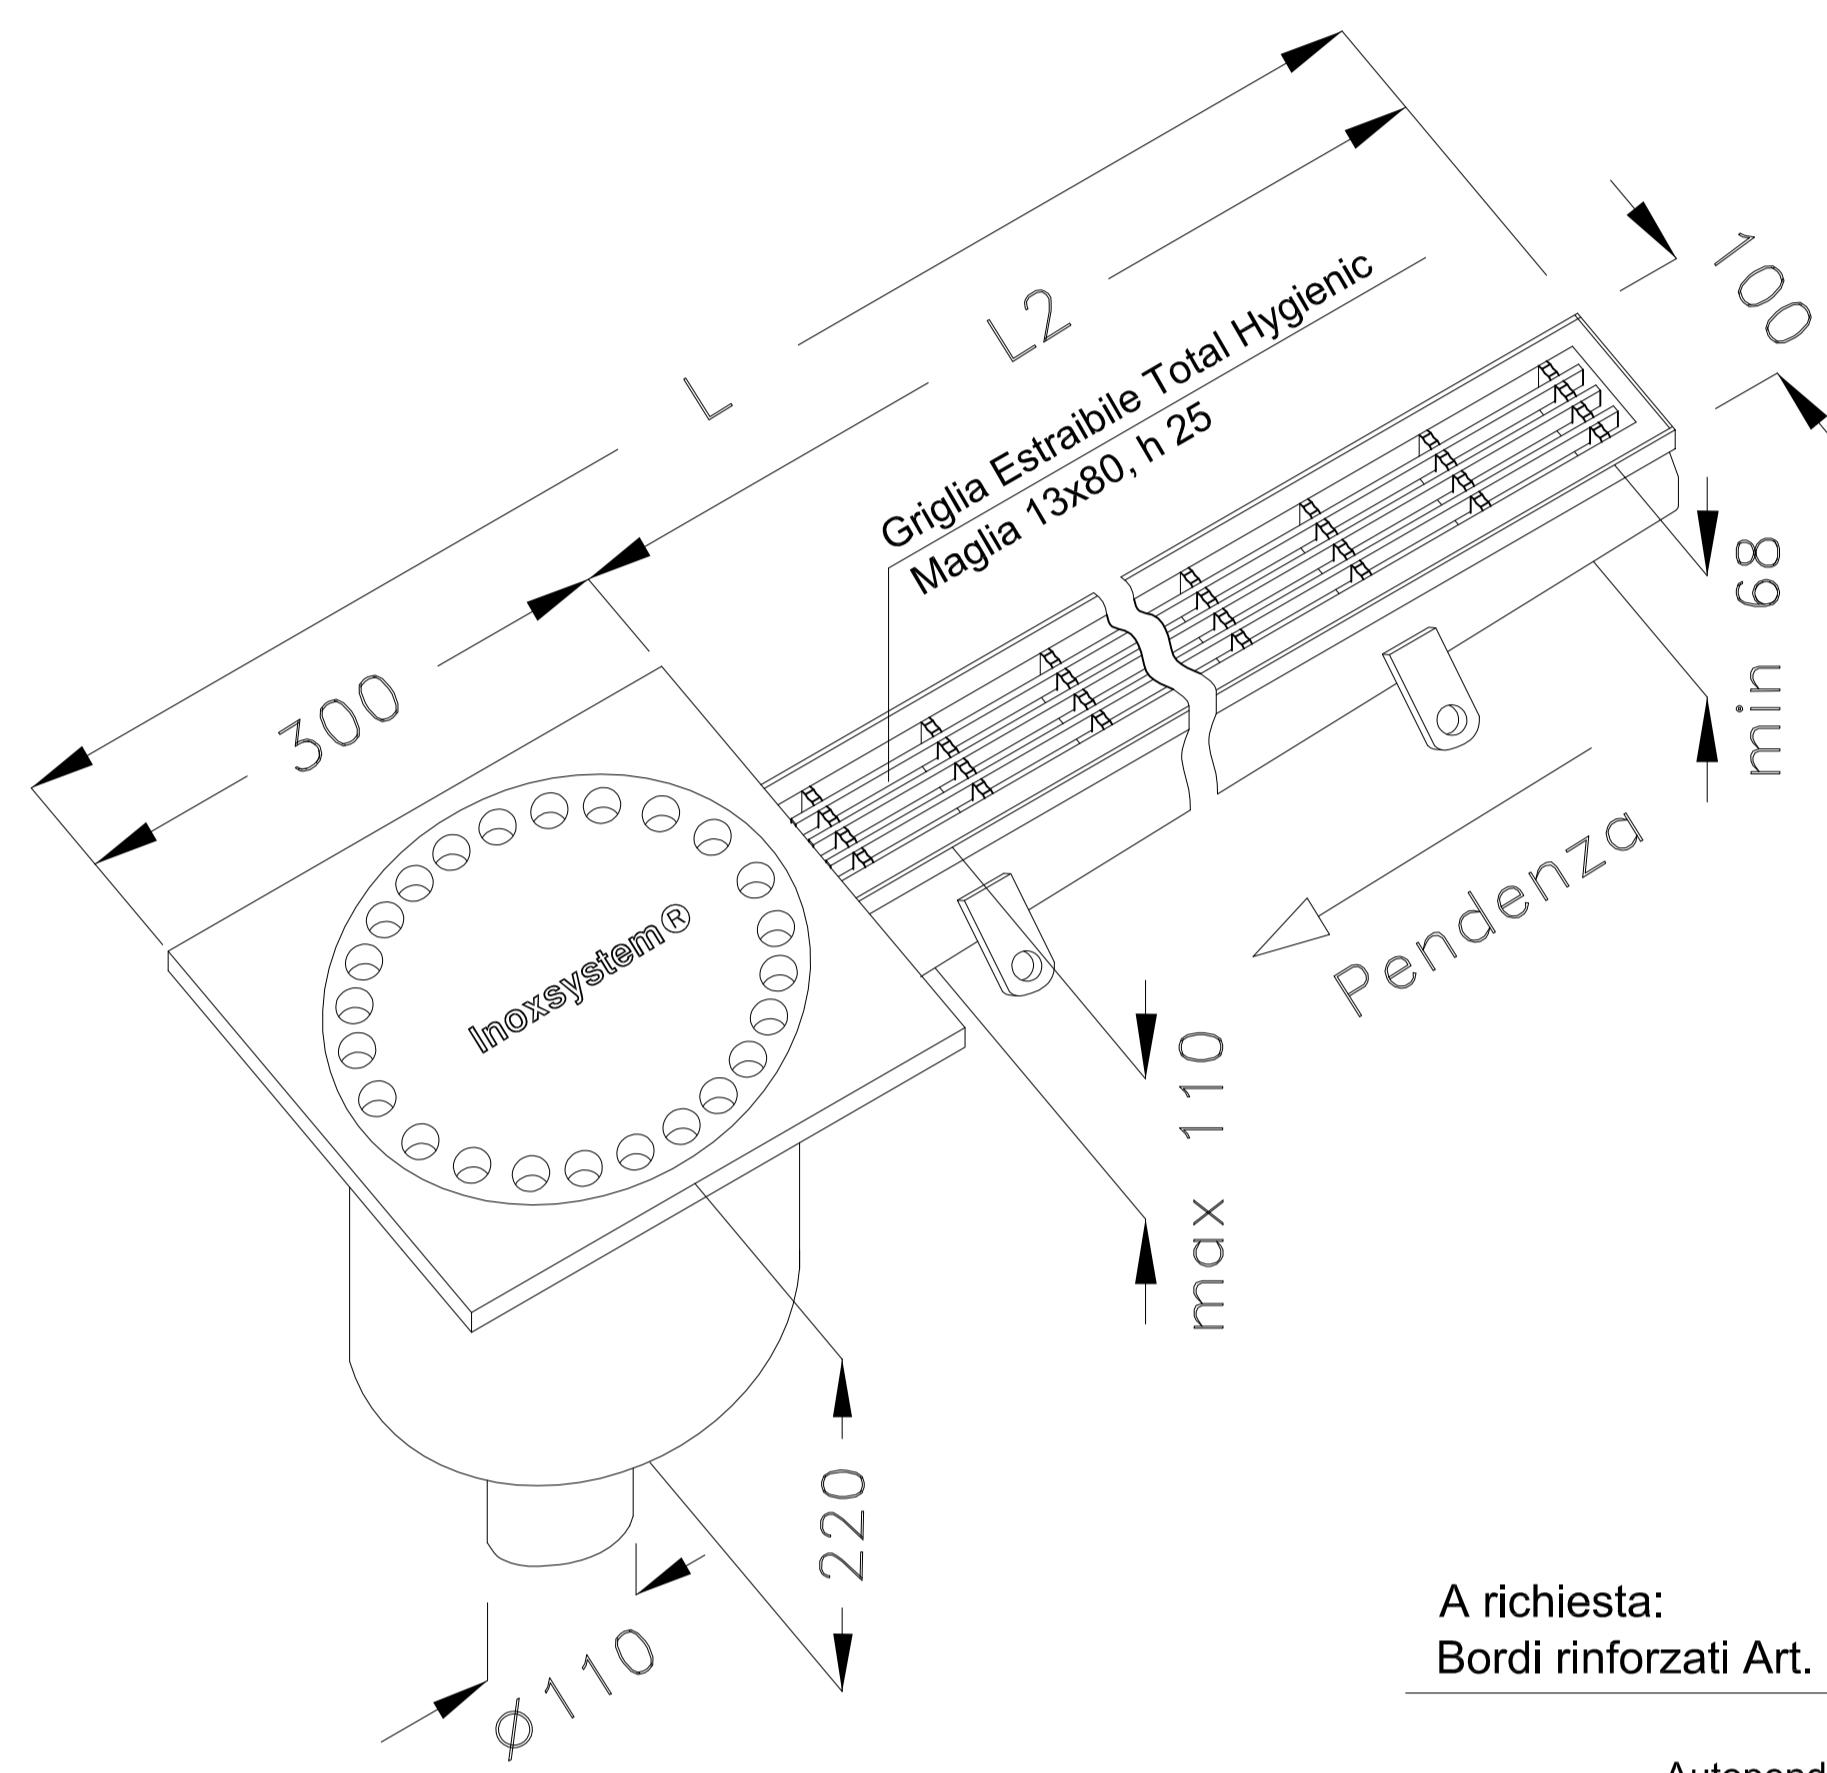 L
L2
100
Griglia Estraibile Total Hygienic
Maglia 13x80, h 25
300
min 68
Pendenza
Inoxsystem®
max 110
220
⌀110
A richiesta:
Bordi rinforzati Art.